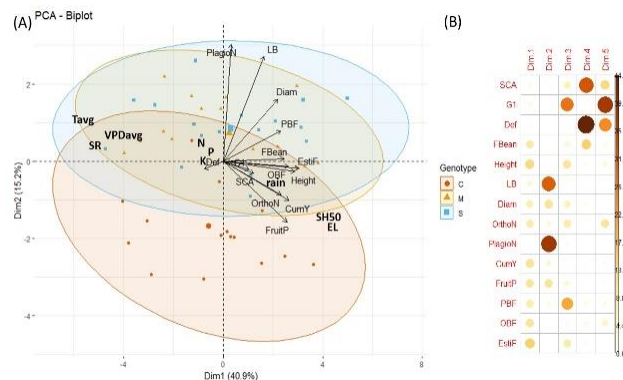 (A)
PCA - Biplot
PlagioN
LB
Diam
PBF
Tavg
VPDavg
SR
N
P
K
Def
FBean
EstiF
OBF
SCA
rain
Height
OrthoN
CumY
SH50
EL
FruitP
2
0
-2
-4
-4
0
4
8
Dim1 (40.9%)
Dim2 (15.2%)
Genotype
C
M
S
(B)
Dim.1
Dim.2
Dim.3
Dim.4
Dim.5
SCA
G1
Def
FBean
Height
LB
Diam
OrthoN
PlagioN
CumY
FruitP
PBF
OBF
EstiF